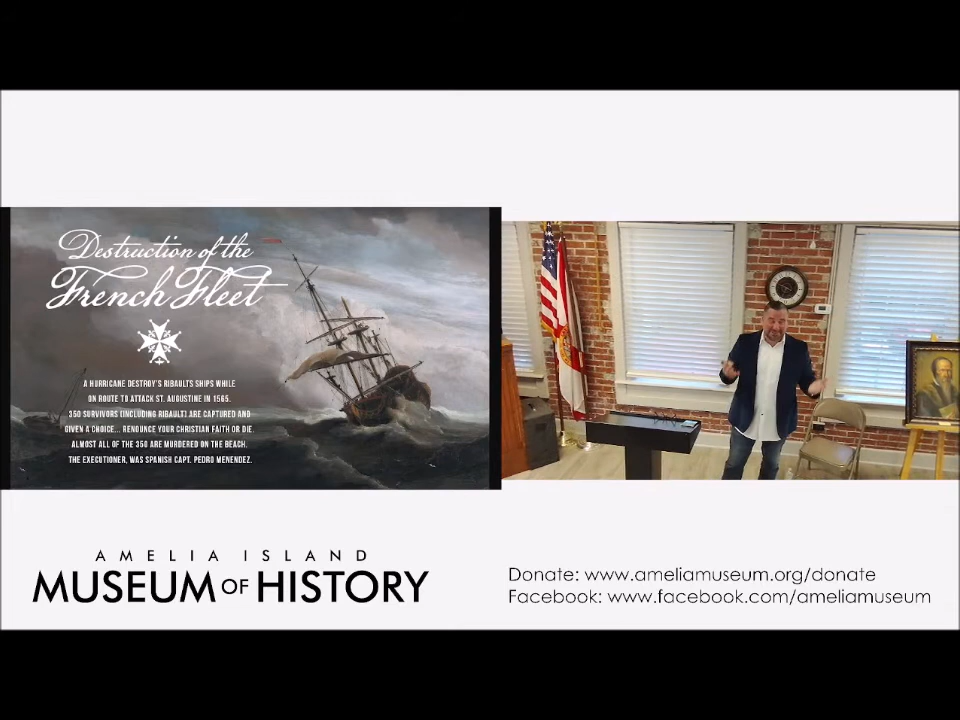 Destruction of the
French Fleet
A HURRICANE DESTROY'S RIBAULTS SHIPS WHILE
ON ROUTE TO ATTACK ST. AUGUSTINE IN 1565.
350 SURVIVORS (INCLUDING RIBAULT) ARE CAPTURED AND
GIVEN A CHOICE... RENOUNCE YOUR CHRISTIAN FAITH OR DIE.
ALMOST ALL OF THE 350 ARE MURDERED ON THE BEACH.
THE EXECUTIONER, WAS SPANISH CAPT. PEDRO MENENDEZ.
AMELIA ISLAND
MUSEUM OF HISTORY
Donate: www.ameliamuseum.org/donate
Facebook: www.facebook.com/ameliamuseum